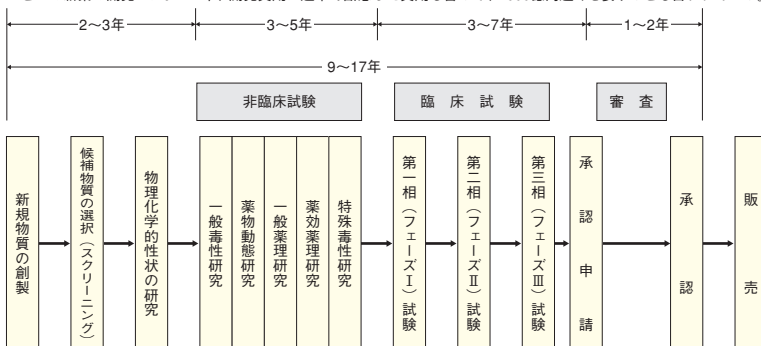 2～3年
3～5年
3～7年
1～2年
9～17年
非臨床試験
臨床試験
審査
新規物質の創製
候補物質の選択（スクリーニング）
物理化学的性状の研究
一般毒性研究
薬物動態研究
一般薬理研究
薬効薬理研究
特殊毒性研究
第一相（フェーズⅠ）試験
第二相（フェーズⅡ）試験
第三相（フェーズⅢ）試験
承認申請
承認
販売